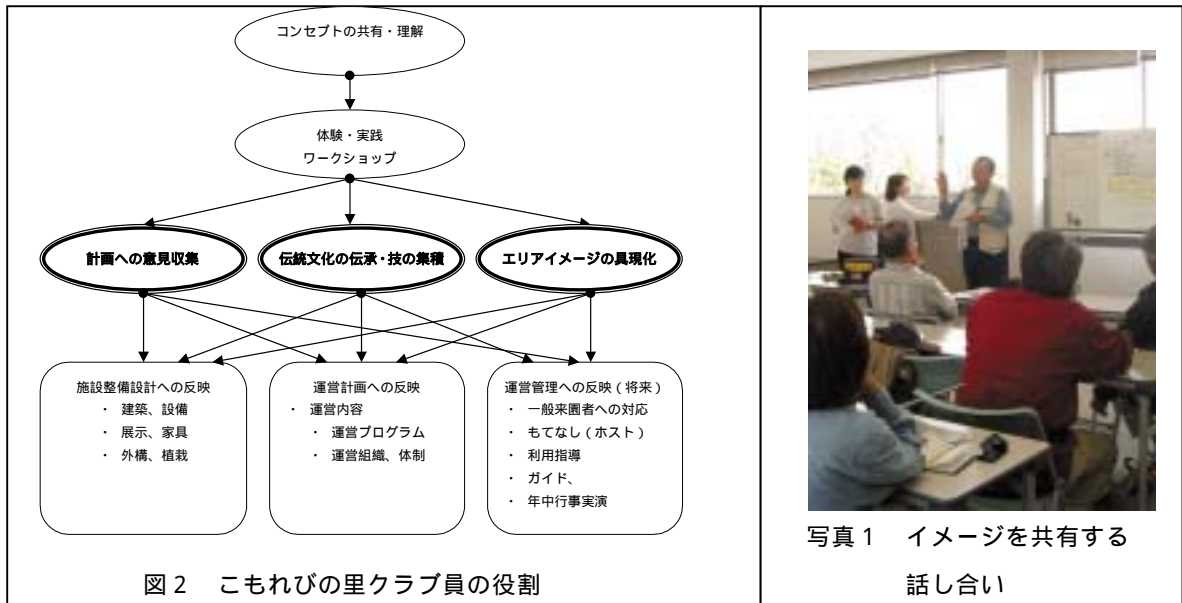 コンセプトの共有・理解
体験・実践
ワークショップ
計画への意見収集
伝統文化の伝承・技の集積
エリアイメージの具現化
施設整備設計への反映
・ 建築、設備
・ 展示、家具
・ 外構、植栽
運営計画への反映
・ 運営内容
・ 運営プログラム
・ 運営組織、体制
運営管理への反映（将来）
・ 一般来園者への対応
・ もてなし（ホスト）
・ 利用指導
・ ガイド、
・ 年中行事実演
図２　こもれびの里クラブ員の役割
写真１　イメージを共有する
話し合い